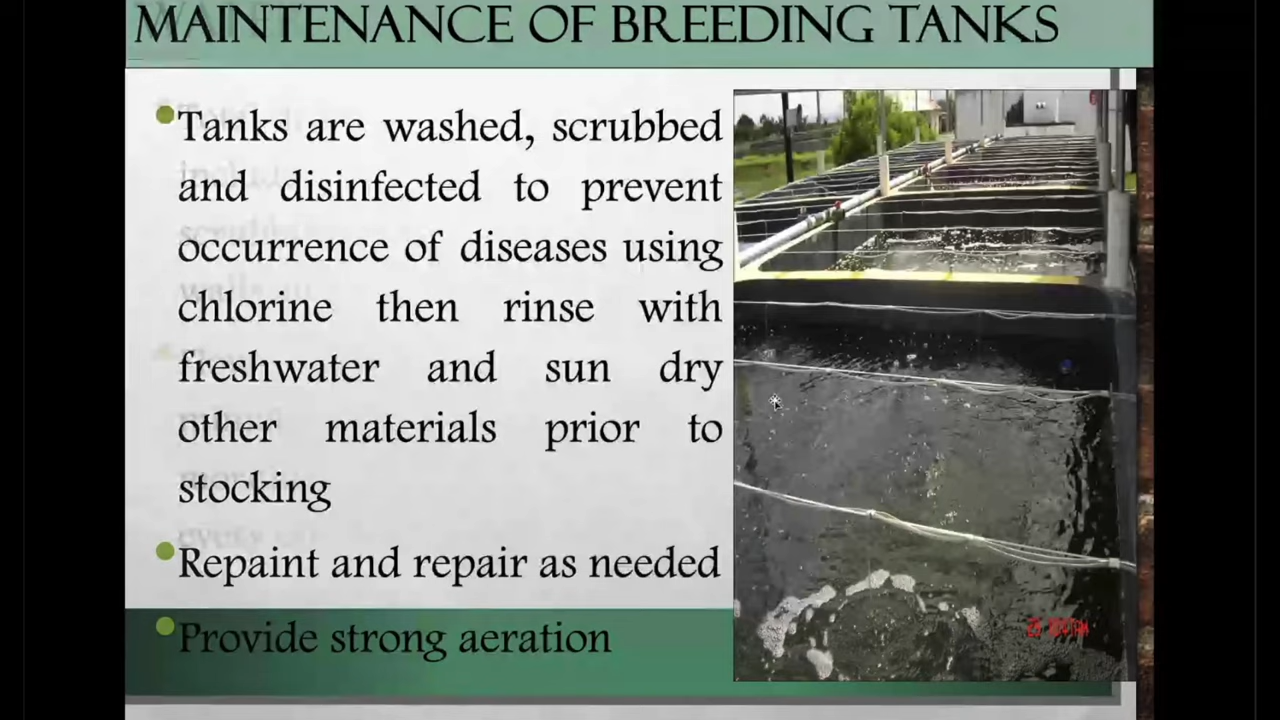 MAINTENANCE OF BREEDING TANKS
•Tanks are washed, scrubbed
and disinfected to prevent
occurrence of diseases using
chlorine then rinse with
freshwater and sun dry
other materials prior to
stocking
•Repaint and repair as needed
•Provide strong aeration